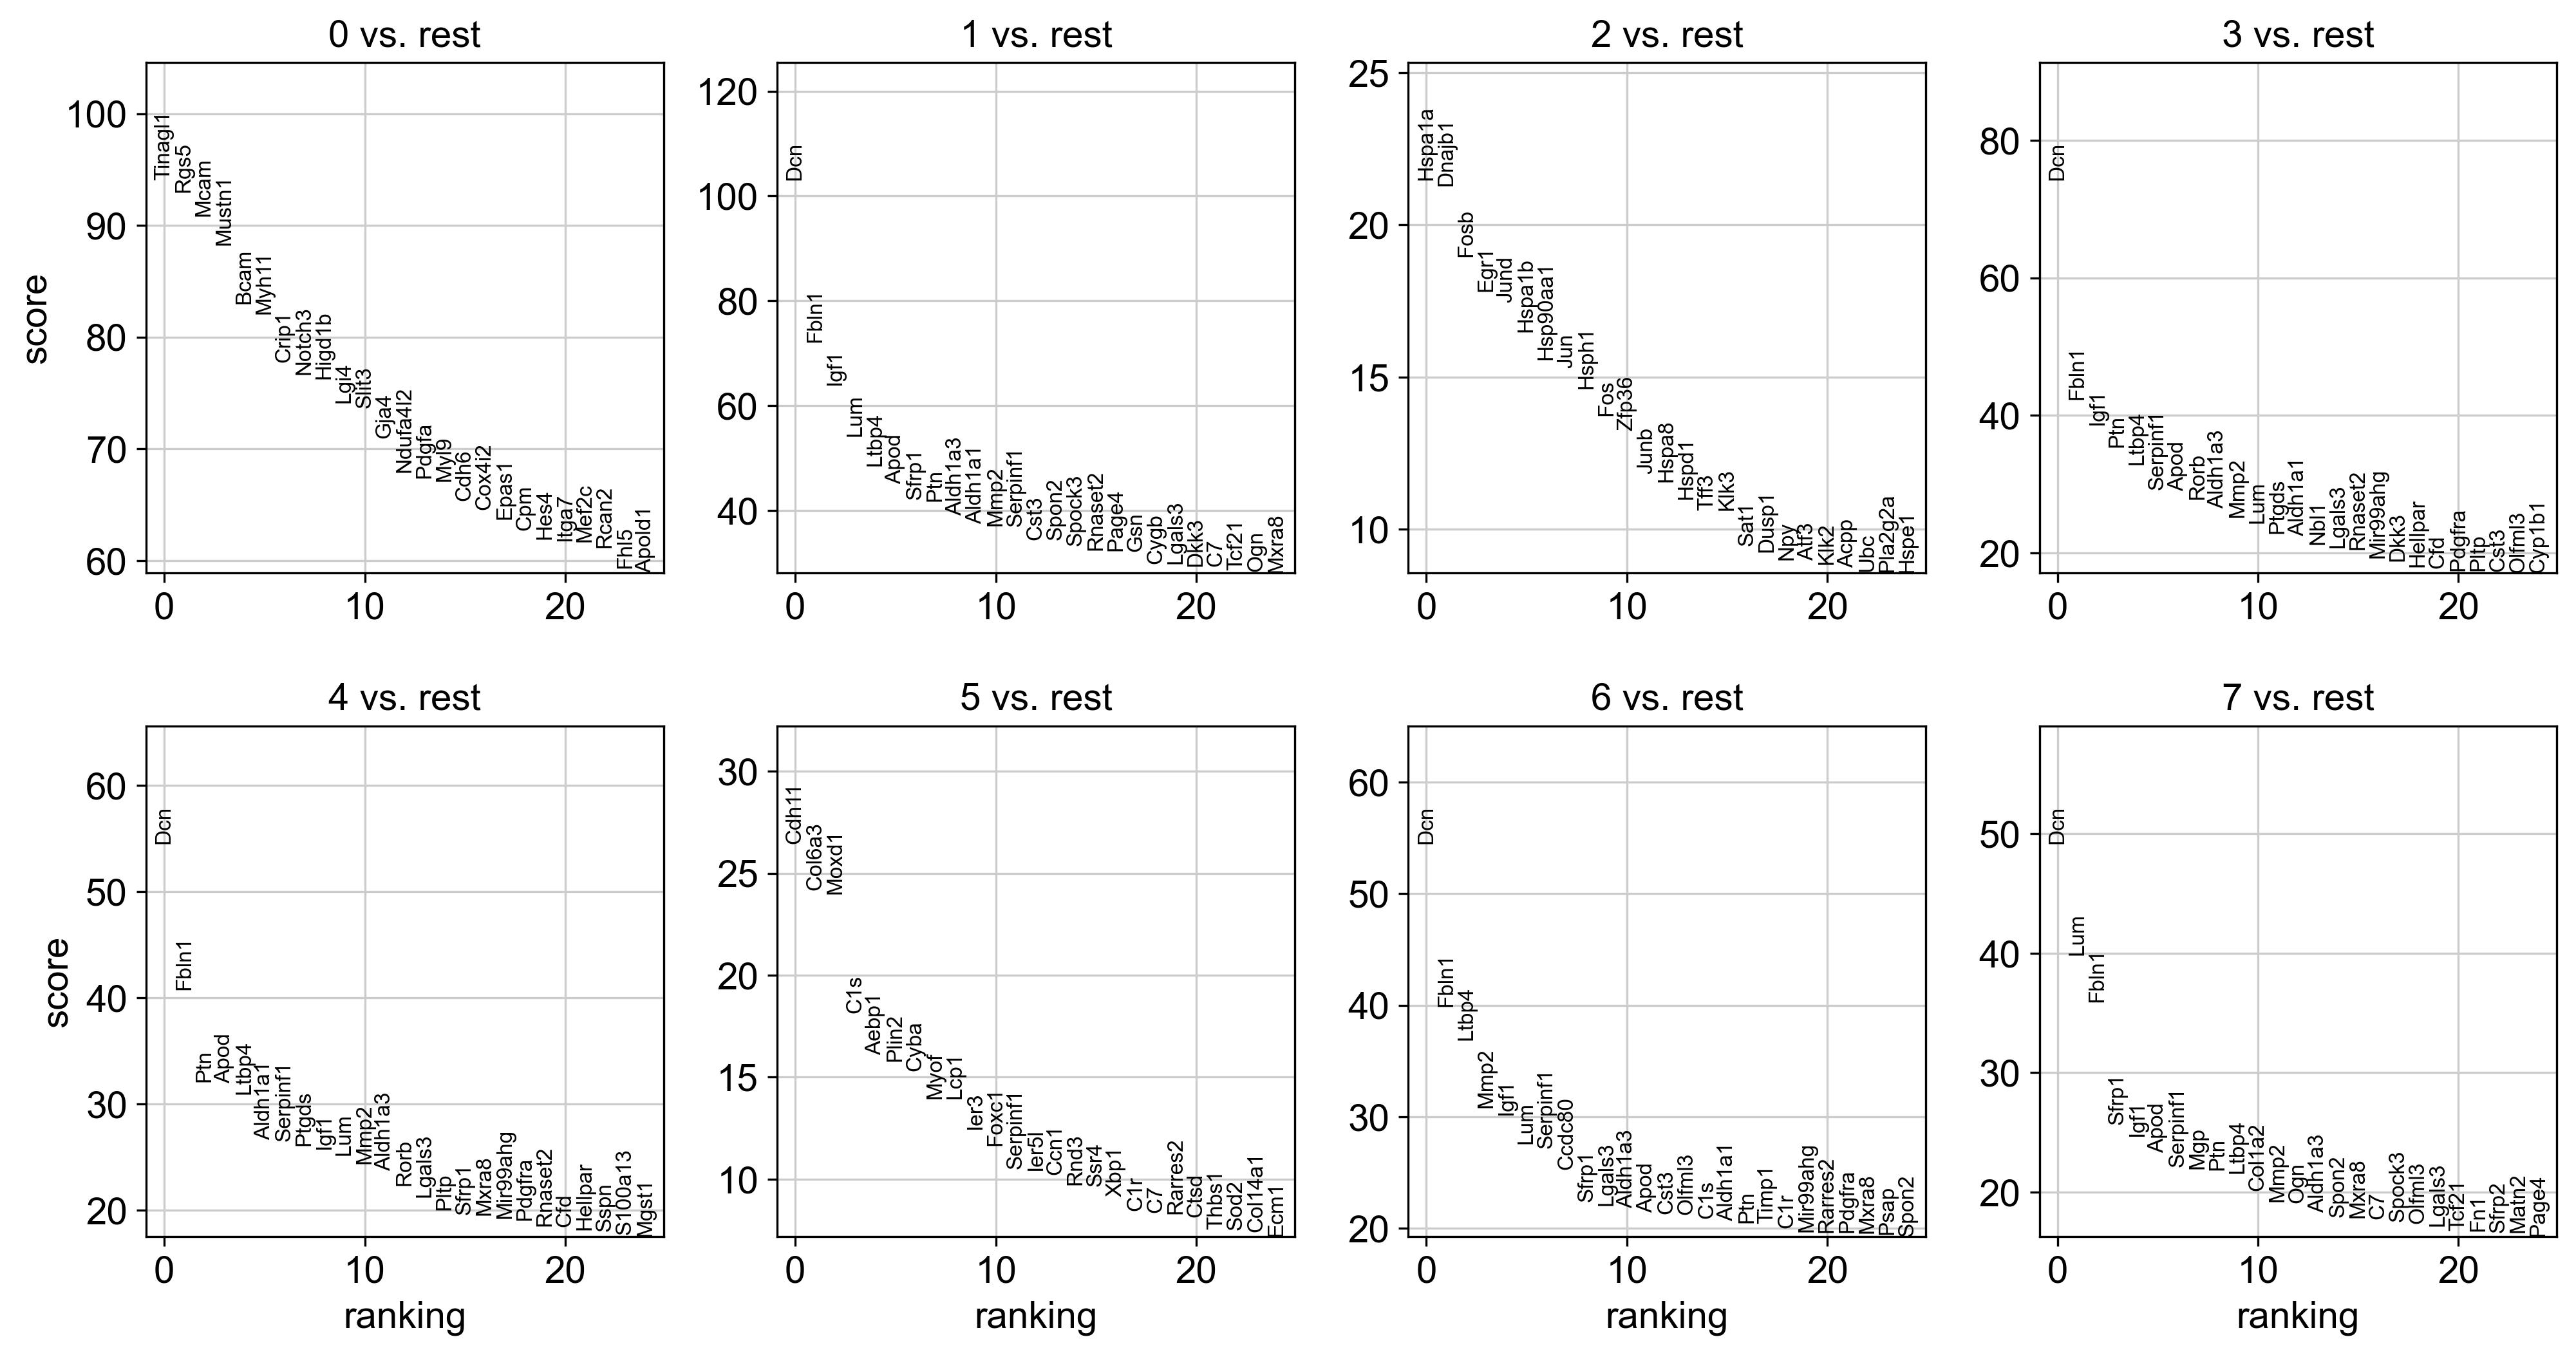 0 vs. rest
score
100
90
80
70
60
Tinagl1
Rgs5
Mcam
Mustn1
Bcam
Myh11
Crip1
Notch3
Higd1b
Lgi4
Slit3
Gja4
Ndufa4l2
Pdgfa
Myl9
Cdh6
Cox4i2
Epas1
Cpm
Hes4
Itga7
Mef2c
Rcan2
Fhl5
Apold1
0
10
20
1 vs. rest
120
100
80
60
40
Dcn
Fbln1
Igf1
Lum
Ltbp4
Apod
Sfrp1
Ptn
Aldh1a3
Aldh1a1
Mmp2
Serpinf1
Cst3
Spon2
Spock3
Rnaset2
Page4
Gsn
Cygb
Lgals3
Dkk3
C7
Tcf21
Ogn
Mxra8
0
10
20
2 vs. rest
25
20
15
10
Hspa1a
Dnajb1
Fosb
Egr1
Jund
Hspa1b
Hsp90aa1
Jun
Hsph1
Fos
Zfp36
Junb
Hspa8
Hspd1
Tff3
Klk3
Sat1
Dusp1
Npy
Atf3
Klk2
Acpp
Ubc
Pla2g2a
Hspe1
0
10
20
3 vs. rest
80
60
40
20
Dcn
Fbln1
Igf1
Ptn
Ltbp4
Serpinf1
Apod
Rorb
Aldh1a3
Mmp2
Lum
Ptgds
Aldh1a1
Nbl1
Lgals3
Rnaset2
Mir99ahg
Dkk3
Hellpar
Cfd
Pdgfra
Pltp
Cst3
Olfml3
Cyp1b1
0
10
20
4 vs. rest
score
60
50
40
30
20
Dcn
Fbln1
Ptn
Apod
Ltbp4
Aldh1a1
Serpinf1
Ptgds
Igf1
Lum
Mmp2
Aldh1a3
Rorb
Lgals3
Pltp
Sfrp1
Mxra8
Mir99ahg
Pdgfra
Rnaset2
Cfd
Hellpar
Sspn
S100a13
Mgst1
0
10
20
ranking
5 vs. rest
30
25
20
15
10
Cdh11
Col6a3
Moxd1
C1s
Aebp1
Plin2
Cyba
Myof
Lcp1
Ier3
Foxc1
Serpinf1
Ier5l
Ccn1
Rnd3
Ssr4
Xbp1
C1r
C7
Rarres2
Ctsd
Thbs1
Sod2
Col14a1
Ecm1
0
10
20
ranking
6 vs. rest
60
50
40
30
20
Dcn
Fbln1
Ltbp4
Mmp2
Igf1
Lum
Serpinf1
Ccdc80
Sfrp1
Lgals3
Aldh1a3
Apod
Cst3
Olfml3
C1s
Aldh1a1
Ptn
Timp1
C1r
Mir99ahg
Rarres2
Pdgfra
Mxra8
Psap
Spon2
0
10
20
ranking
7 vs. rest
50
40
30
20
Dcn
Lum
Fbln1
Sfrp1
Igf1
Apod
Serpinf1
Mgp
Ptn
Ltbp4
Col1a2
Mmp2
Ogn
Aldh1a3
Spon2
Mxra8
C7
Spock3
Olfml3
Lgals3
Tcf21
Fn1
Sfrp2
Matn2
Page4
0
10
20
ranking